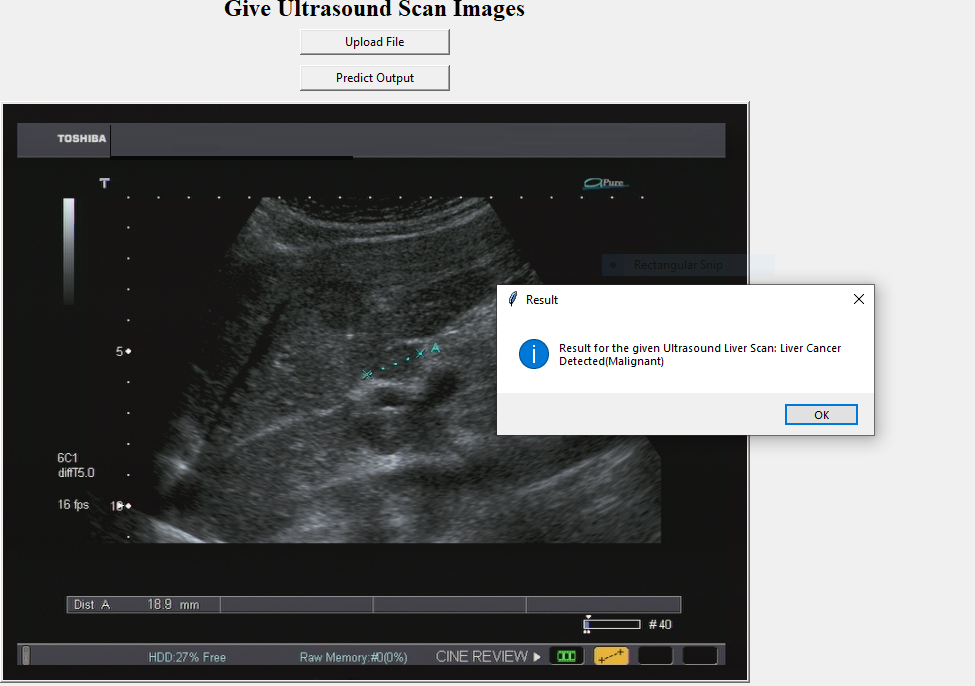 Give Ultrasound Scan Images
Upload File
Predict Output
TOSHIBA
T
aPure
Rectangular Snip
Result
Result for the given Ultrasound Liver Scan: Liver Cancer
Detected(Malignant)
OK
A
5
6C1
diffT5.0
16 fps
10
Dist A 18.9 mm
#40
HDD:27% Free Raw Memory:#0(0%) CINE REVIEW